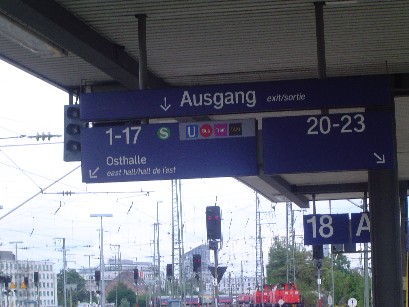 Ausgang exit/sortie
1-17 S U
Osthalle
east hall/hall de l'est
20-23
18 A